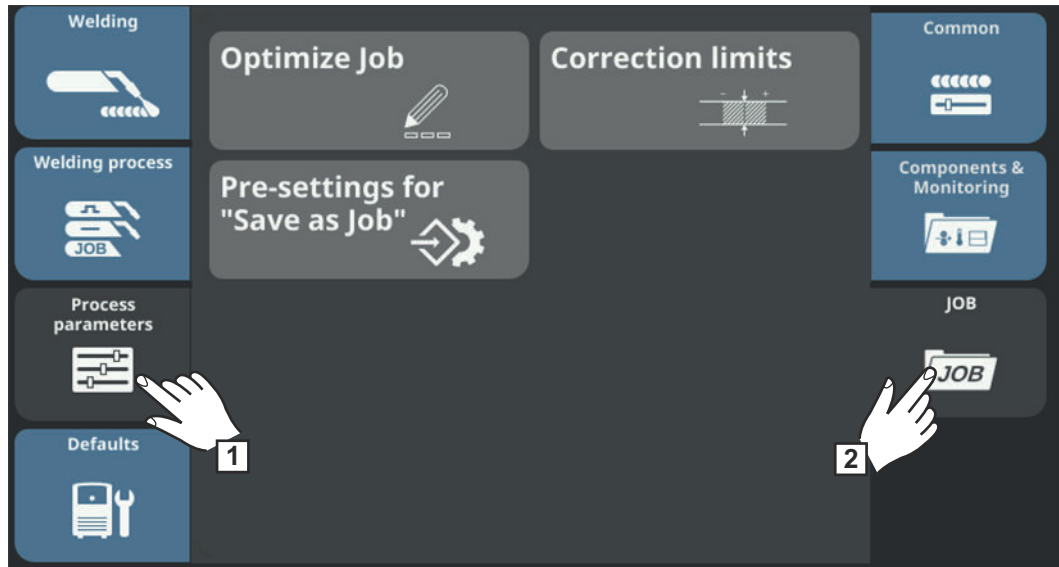 Welding
Welding process
JOB
Process
parameters
1
Defaults
Optimize Job
Correction limits
- +
Pre-settings for
"Save as Job"
Common
Components &
Monitoring
JOB
JOB
2